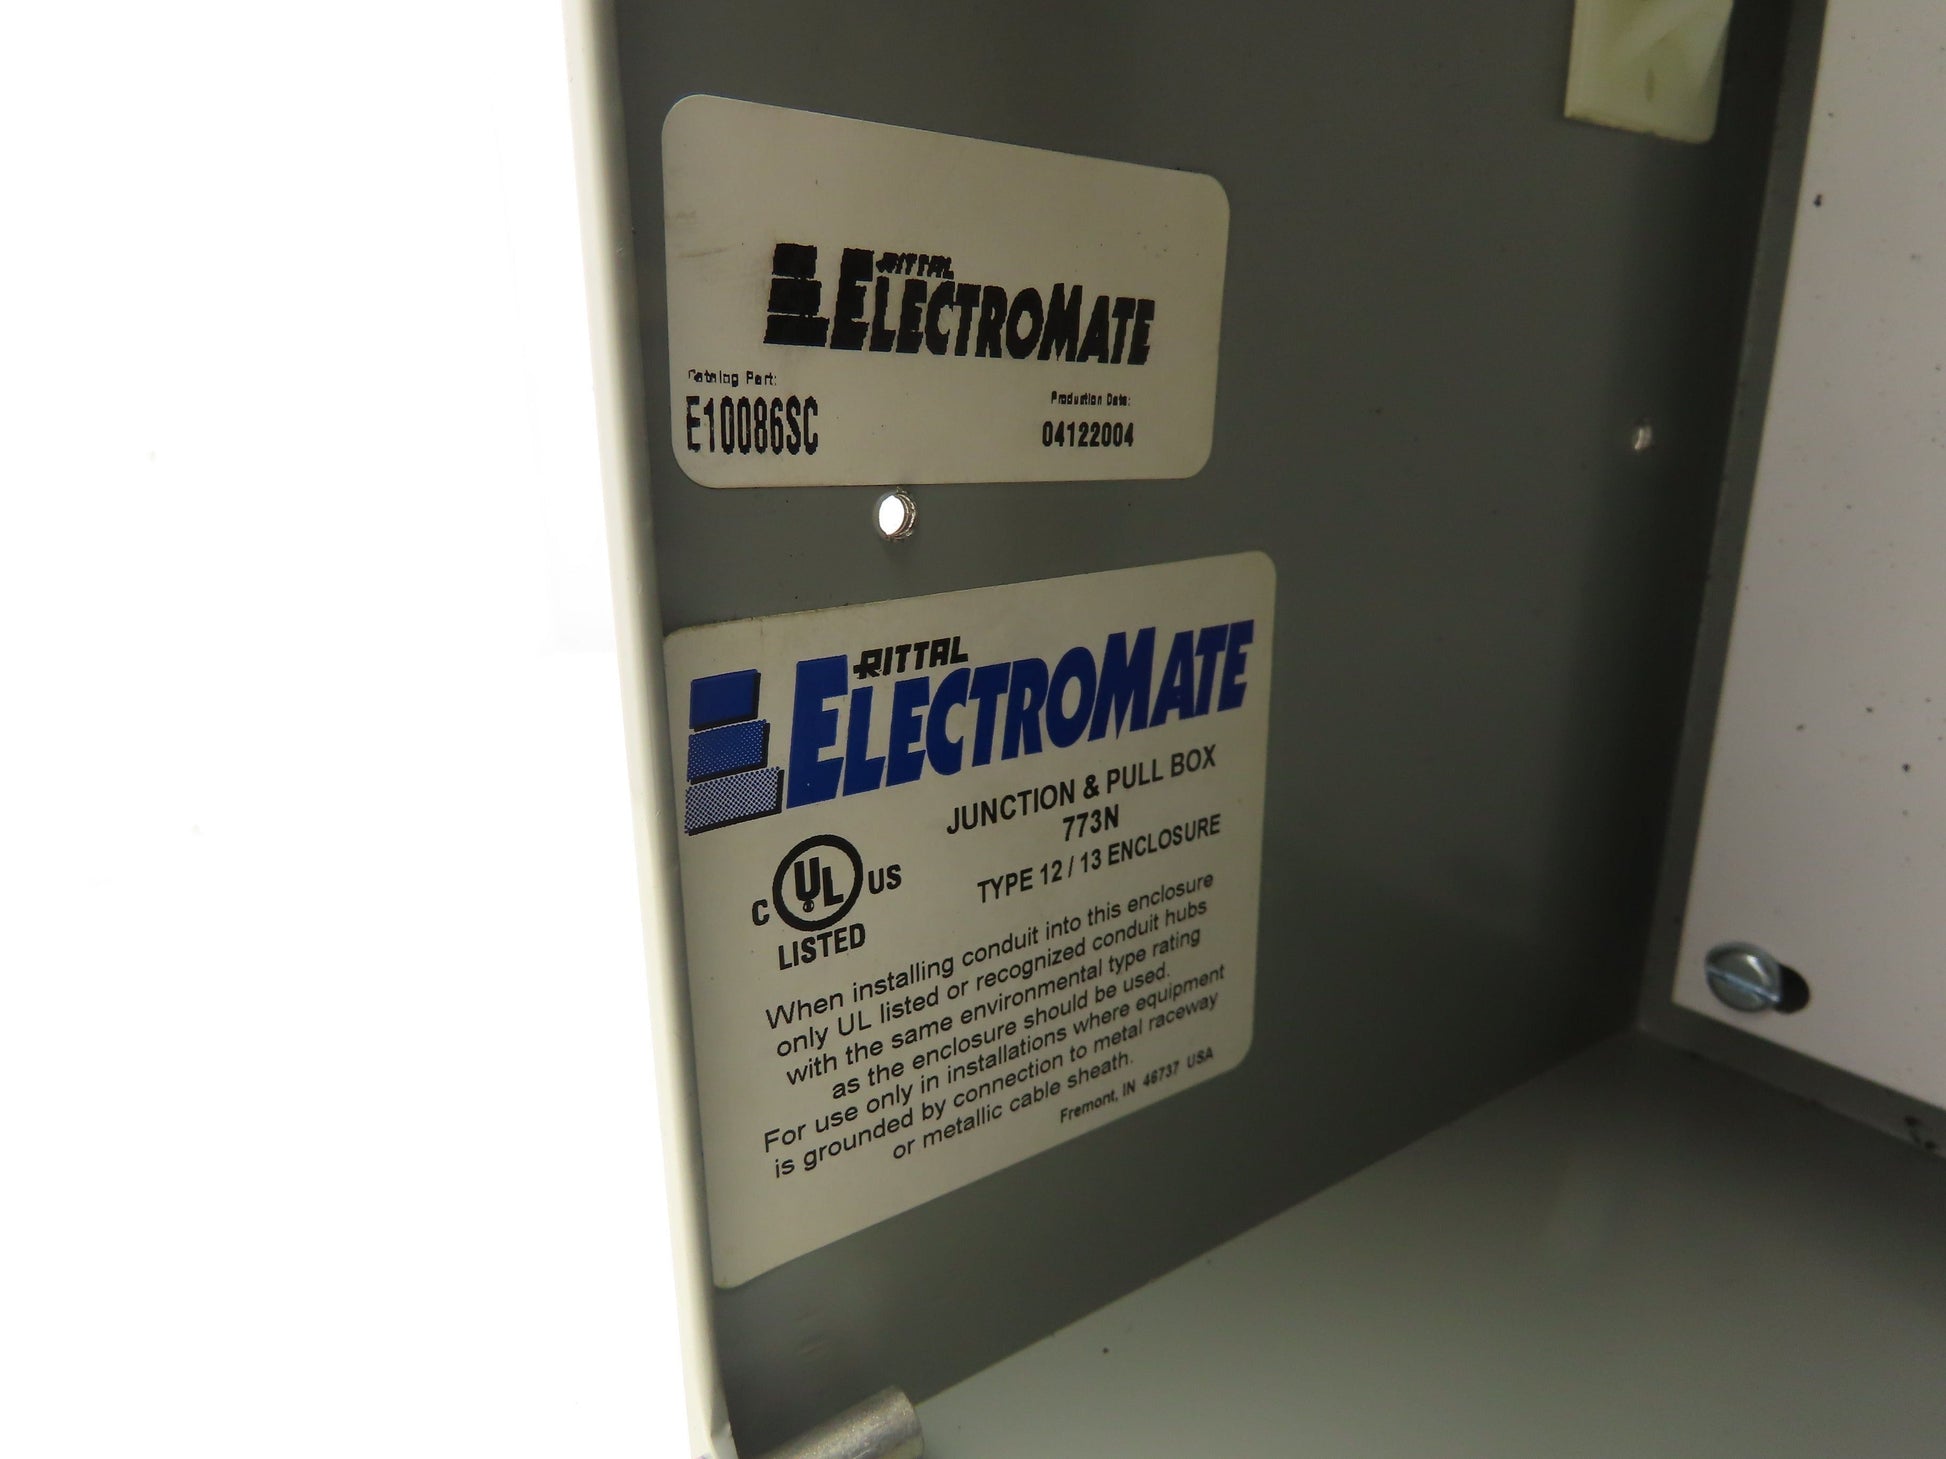 RITTAL
ELECTROMATE
Catalog Part:
E10086SC
Production Date:
04122004
RITTAL
ELECTROMATE
JUNCTION & PULL BOX
773N
TYPE 12 / 13 ENCLOSURE
C UL US
LISTED
When installing conduit into this enclosure
only UL listed or recognized conduit hubs
with the same environmental type rating
as the enclosure should be used.
For use only in installations where equipment
is grounded by connection to metal raceway
or metallic cable sheath.
Fremont, IN 46737 USA